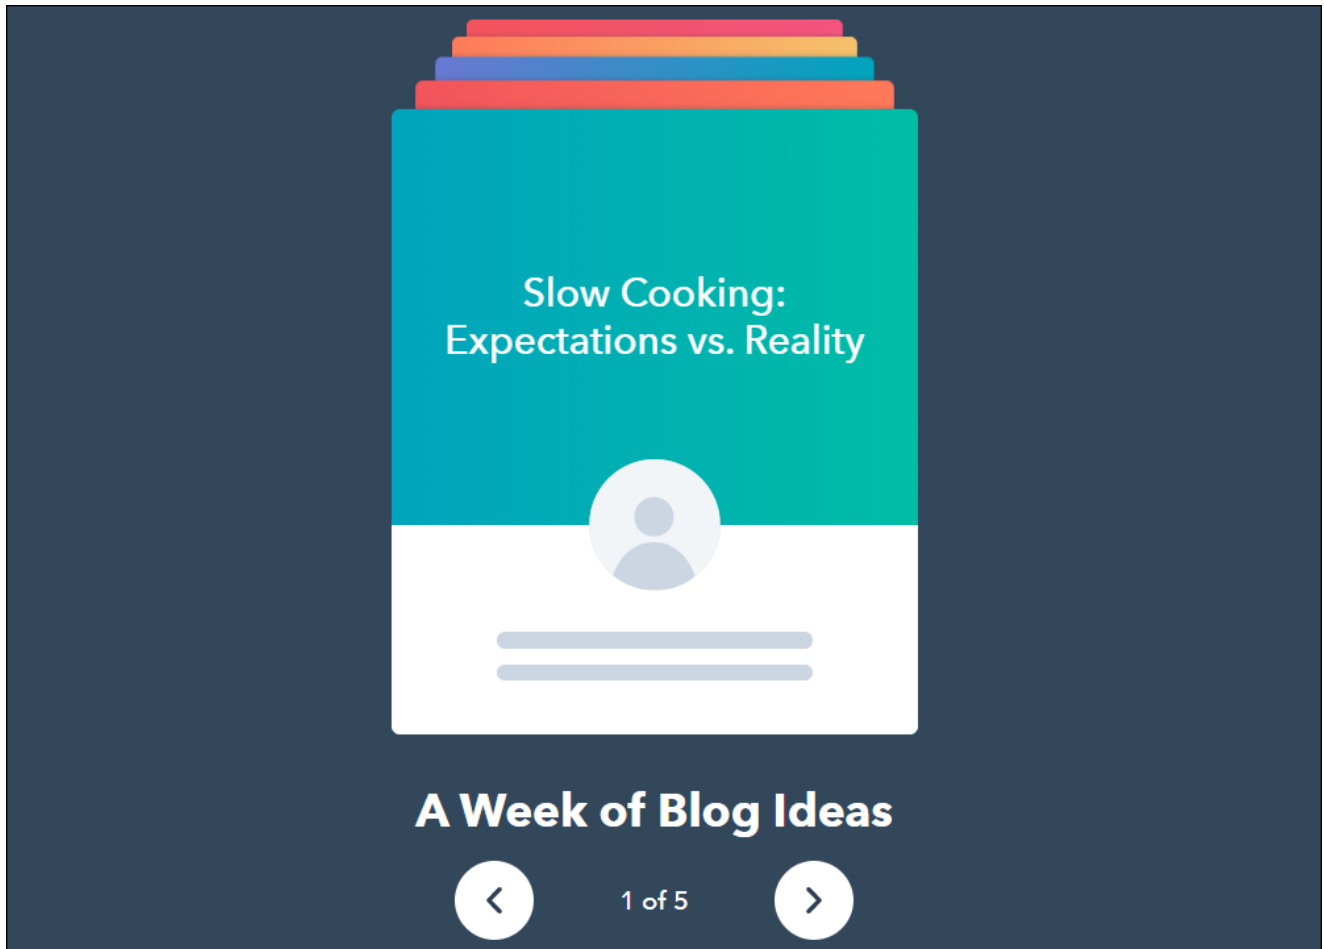 Slow Cooking:
Expectations vs. Reality
A Week of Blog Ideas
1 of 5